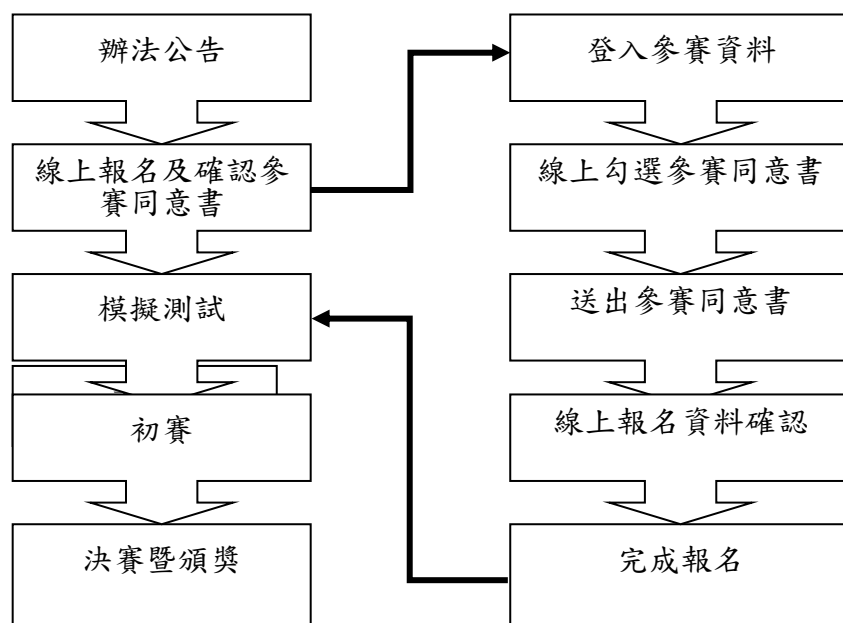 辦法公告
線上報名及確認參
賽同意書
模擬測試
初賽
決賽暨頒獎
登入參賽資料
線上勾選參賽同意書
送出參賽同意書
線上報名資料確認
完成報名